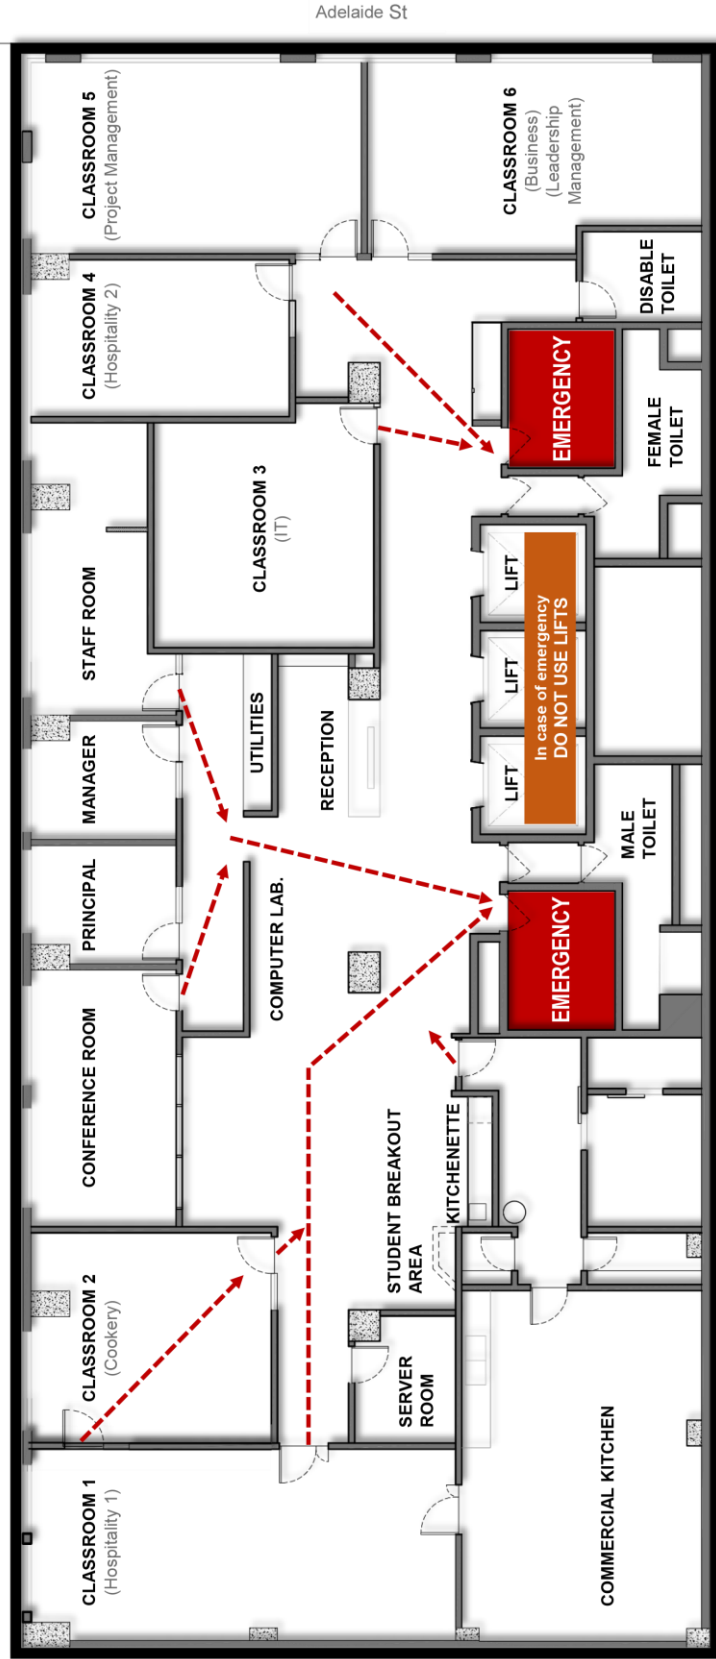 Adelaide St
CLASSROOM 5
(Project Management)
CLASSROOM 6
(Business)
(Leadership
Management)
CLASSROOM 4
(Hospitality 2)
DISABLE
TOILET
EMERGENCY
FEMALE
TOILET
CLASSROOM 3
(IT)
STAFF ROOM
LIFT
LIFT
LIFT
In case of emergency
DO NOT USE LIFTS
UTILITIES
RECEPTION
MANAGER
MALE
TOILET
PRINCIPAL
COMPUTER LAB.
EMERGENCY
CONFERENCE ROOM
STUDENT BREAKOUT
AREA
KITCHENETTE
CLASSROOM 2
(Cookery)
SERVER
ROOM
CLASSROOM 1
(Hospitality 1)
COMMERCIAL KITCHEN